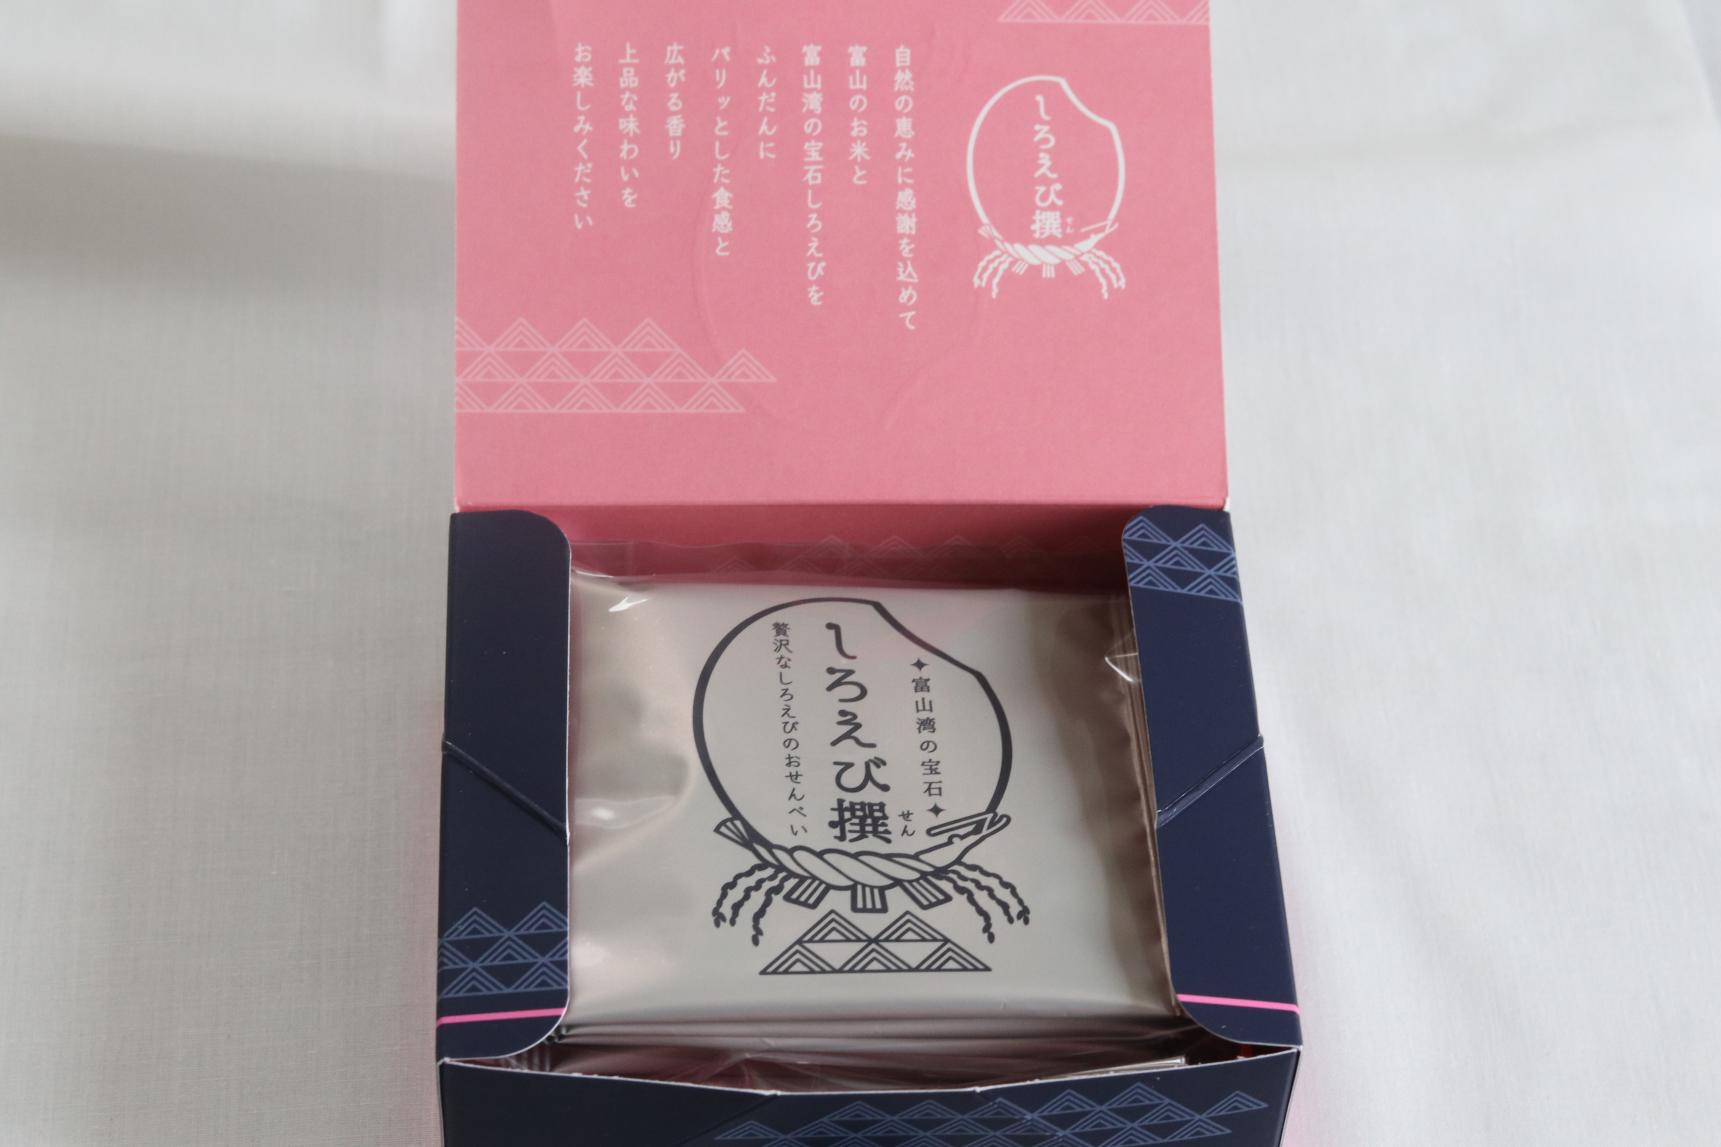 しろえび撰
せん
自然の恵みに感謝を込めて
富山のお米と
富山湾の宝石しろえびを
ふんだんに
パリッとした食感と
広がる香り
上品な味わいを
お楽しみください
富山湾の宝石
しろえび撰
せん
贅沢なしろえびのおせんべい